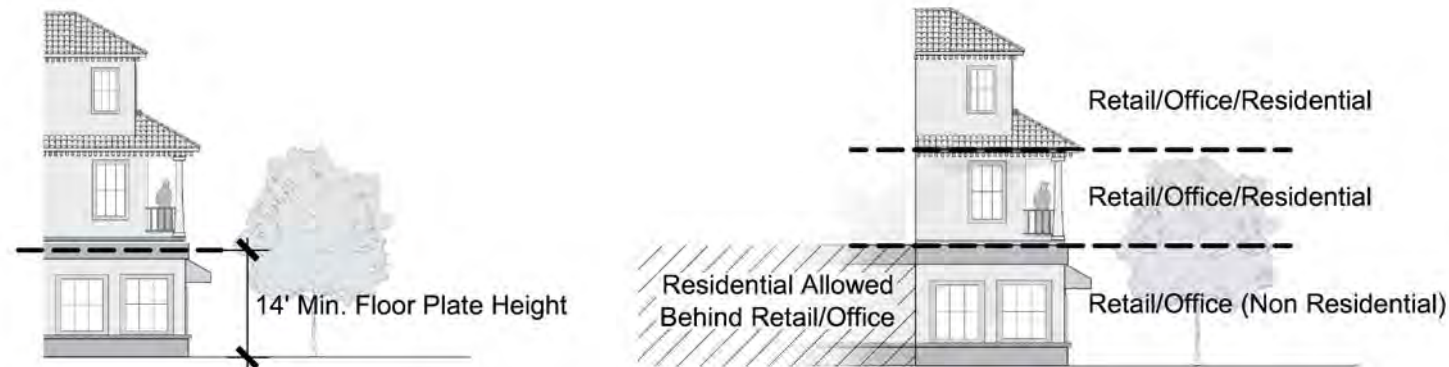 14' Min. Floor Plate Height
Retail/Office/Residential
Retail/Office/Residential
Residential Allowed
Behind Retail/Office
Retail/Office (Non Residential)